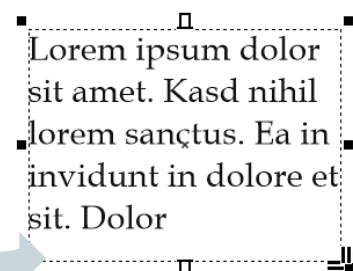 Lorem ipsum dolor
sit amet. Kasd nihil
lorem sanctus. Ea in
invidunt in dolore et
sit. Dolor